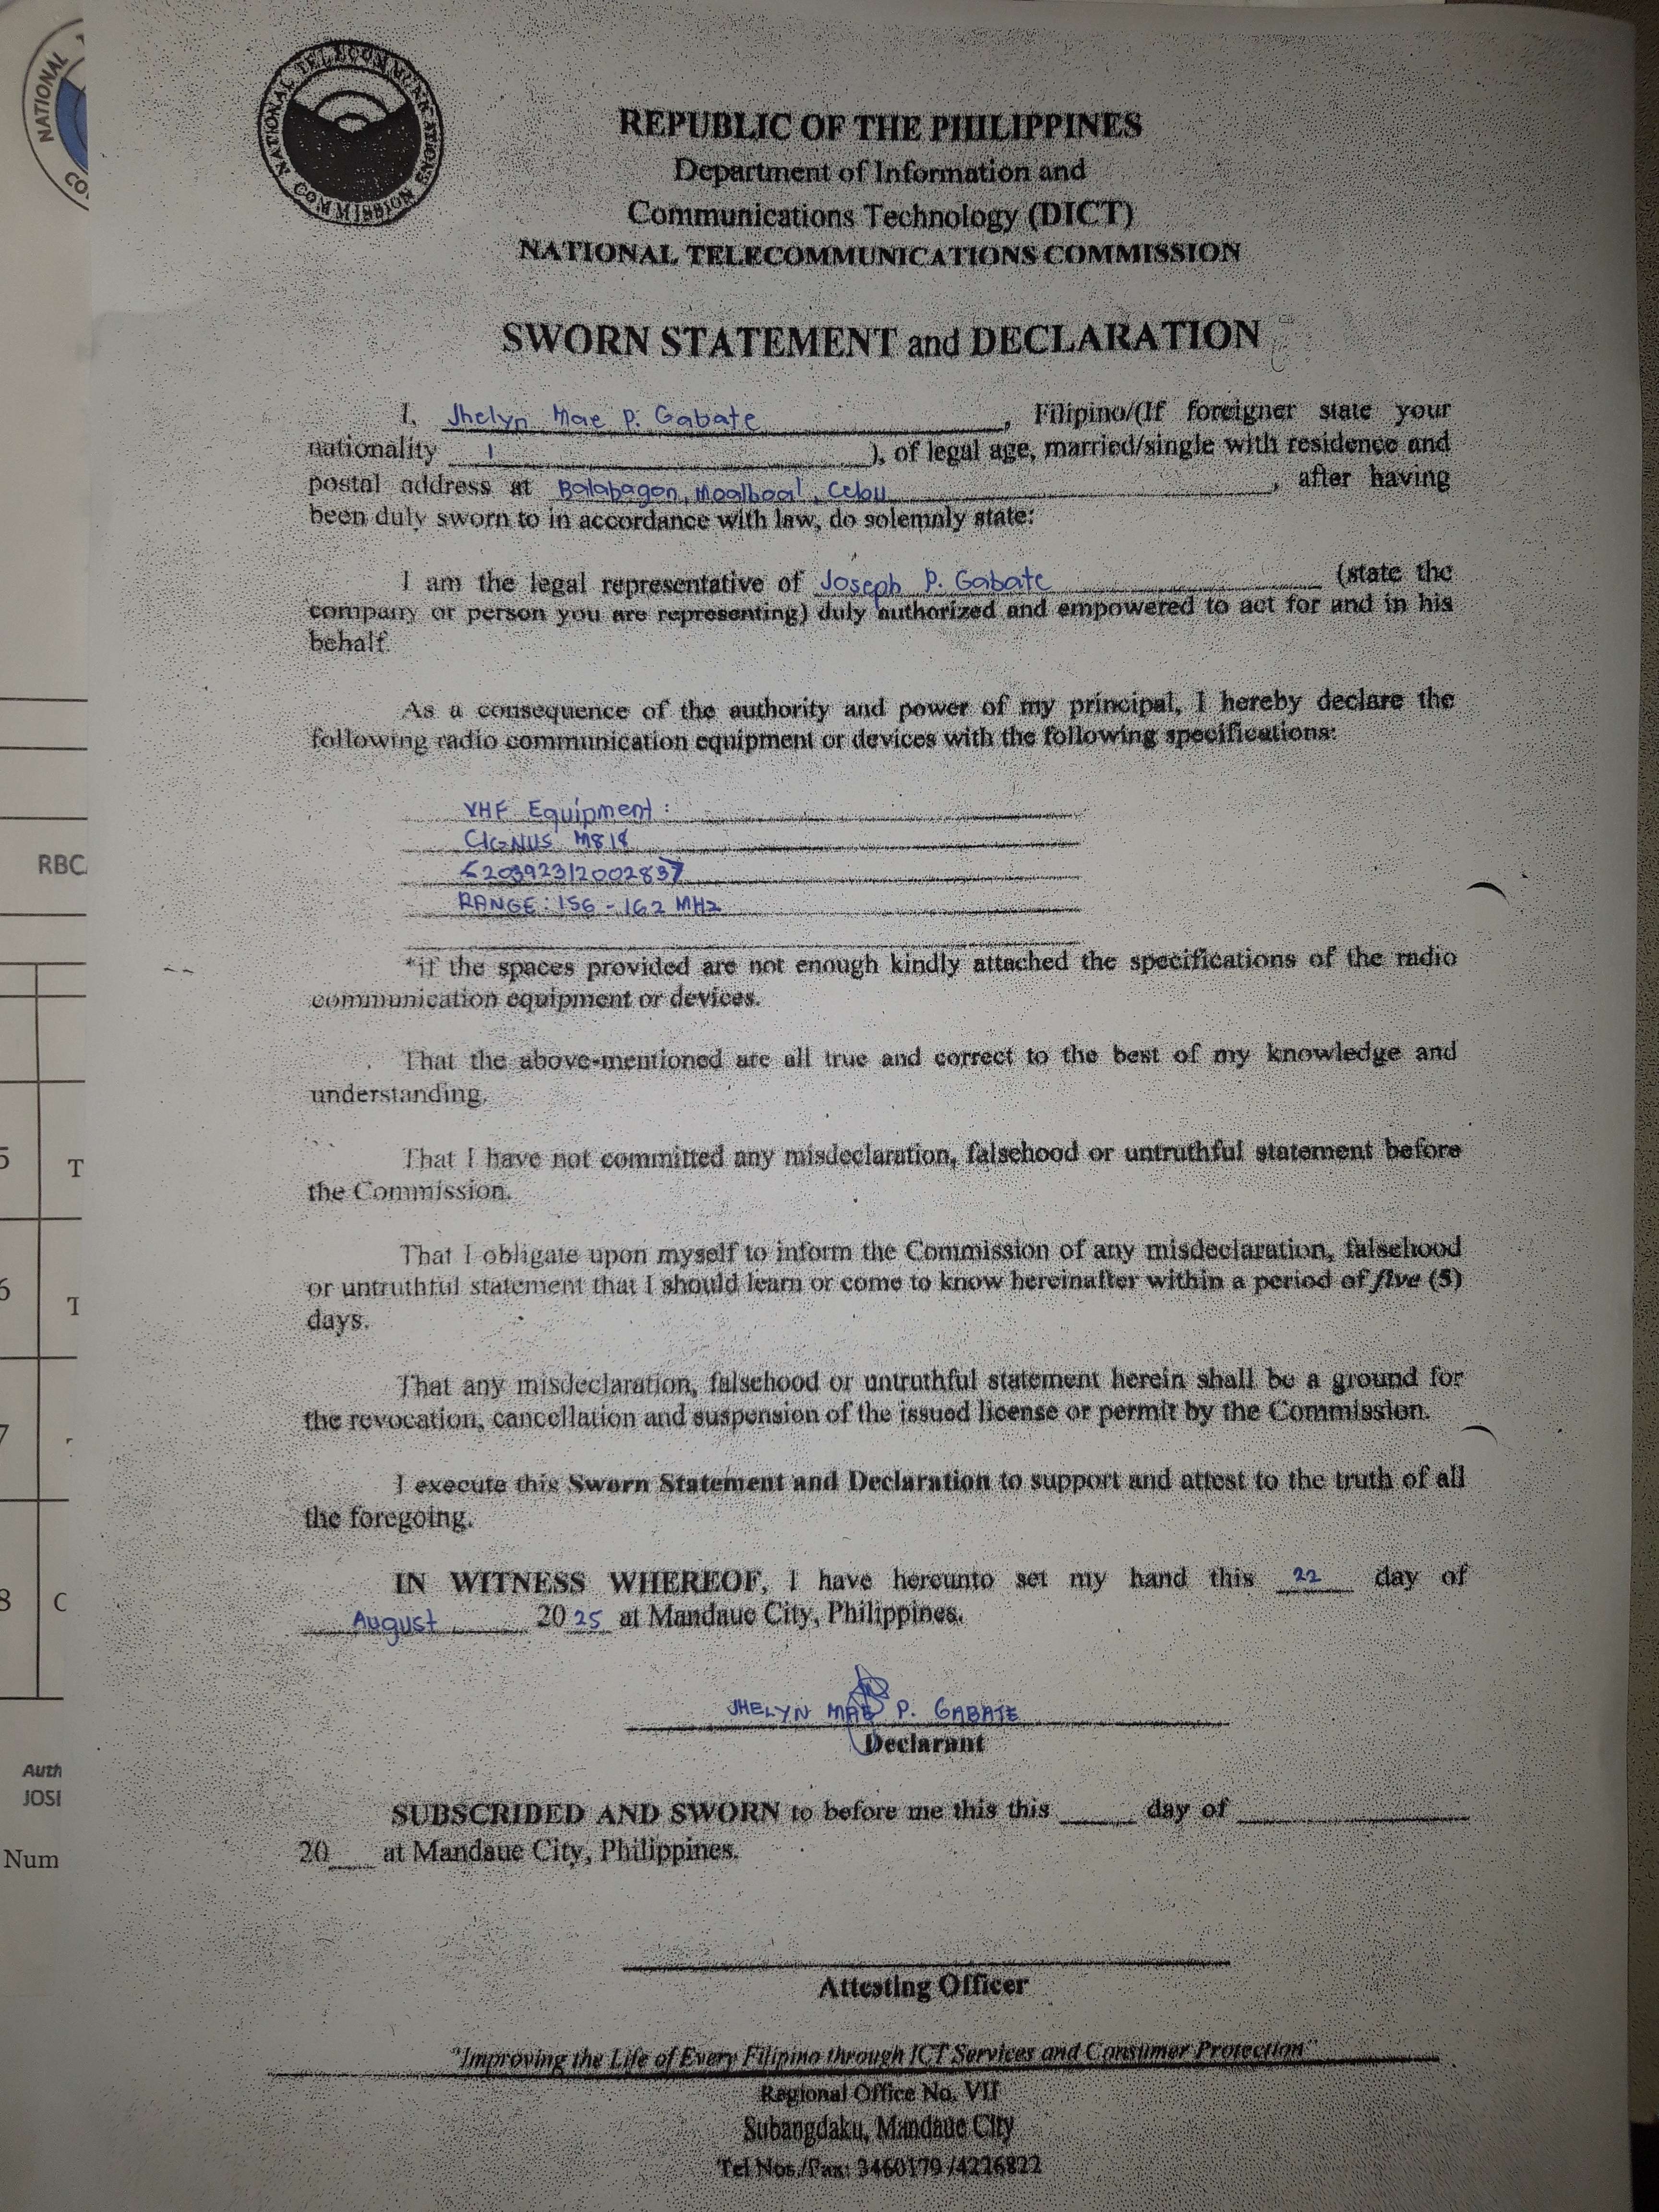 NATIONAL
CO
RBC
5 T
6 T
7
8 C
Auth
JOSI
Num
NATIONAL TELECOMMUNICATIONS COMMISSION
REPUBLIC OF THE PHILIPPINES
Department of Information and
Communications Technology (DICT)
NATIONAL TELECOMMUNICATIONS COMMISSION
SWORN STATEMENT and DECLARATION
I, Jhelyn Mae P. Gabate, Filipino/(If foreigner state your
nationality ), of legal age, married/single with residence and
postal address at Balabagon, Moalboal, Cebu, after having
been duly sworn to in accordance with law, do solemnly state:
I am the legal representative of Joseph P. Gabate (state the
company or person you are representing) duly authorized and empowered to act for and in his
behalf.
As a consequence of the authority and power of my principal, I hereby declare the
following radio communication equipment or devices with the following specifications:
VHF Equipment :
CIGNUS M818
RANGE : 156 - 162 MHz
*if the spaces provided are not enough kindly attached the specifications of the radio
communication equipment or devices.
That the above-mentioned are all true and correct to the best of my knowledge and
understanding.
That I have not committed any misdeclaration, falsehood or untruthful statement before
the Commission.
That I obligate upon myself to inform the Commission of any misdeclaration, falsehood
or untruthful statement that I should learn or come to know hereinafter within a period of five (5)
days.
That any misdeclaration, falsehood or untruthful statement herein shall be a ground for
the revocation, cancellation and suspension of the issued license or permit by the Commission.
I execute this Sworn Statement and Declaration to support and attest to the truth of all
the foregoing.
IN WITNESS WHEREOF, I have hereunto set my hand this 22 day of
August 2025 at Mandaue City, Philippines.
JHELYN MAE P. GABATE
Declarant
SUBSCRIBED AND SWORN to before me this this ____ day of ____
20__ at Mandaue City, Philippines.
Attesting Officer
"Improving the Life of Every Filipino through ICT Services and Consumer Protection"
Regional Office No. VII
Subangdaku, Mandaue City
Tel Nos./Fax: 3460179 /4226822